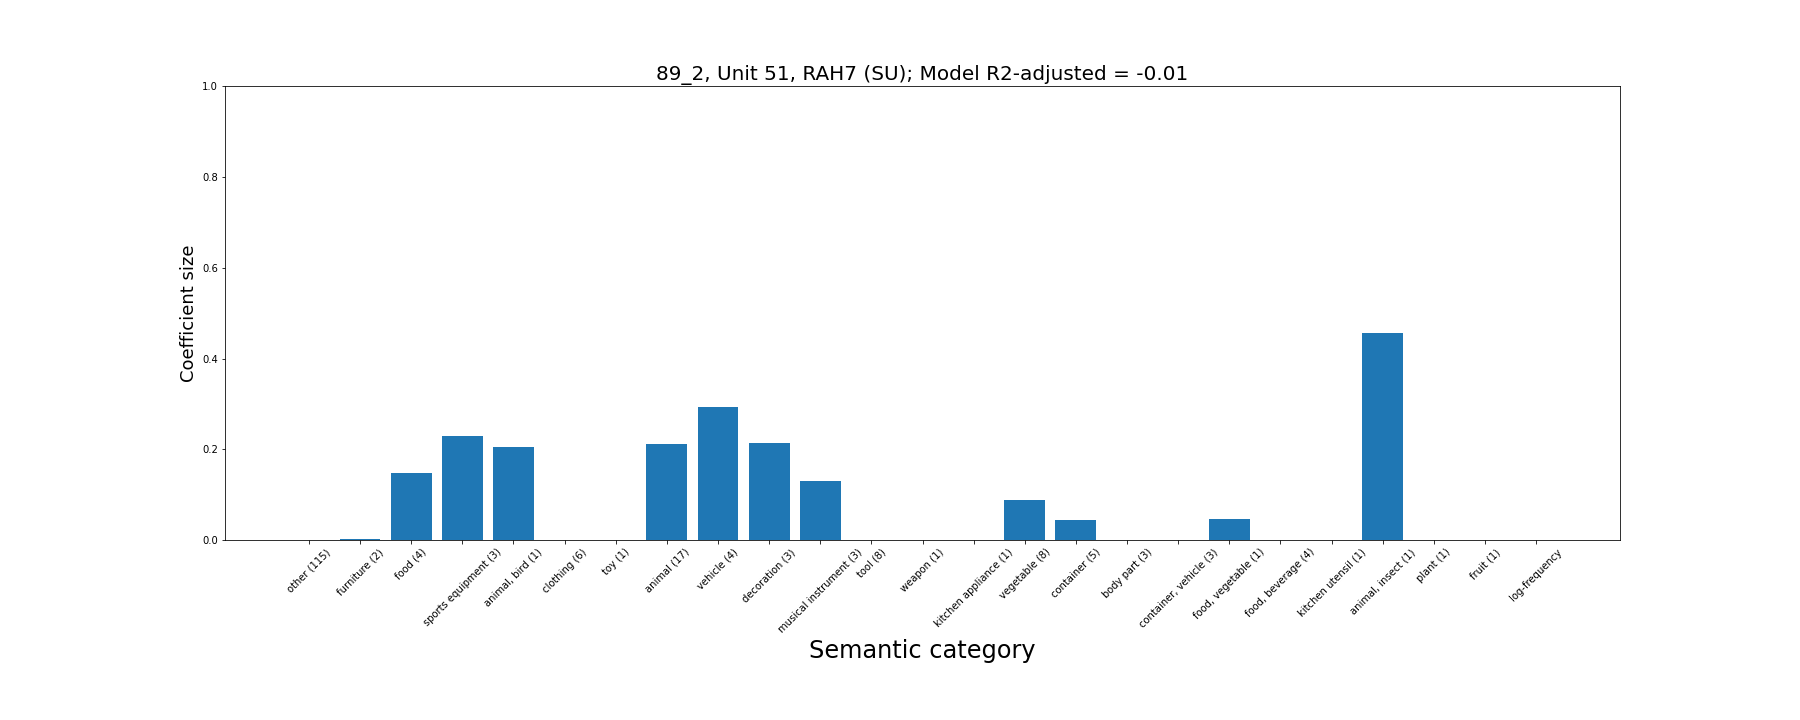 89_2, Unit 51, RAH7 (SU); Model R2-adjusted = -0.01
Coefficient size
1.0
0.8
0.6
0.4
0.2
0.0
other (115)
furniture (2)
food (4)
sports equipment (3)
animal, bird (1)
clothing (6)
toy (1)
animal (17)
vehicle (4)
decoration (3)
musical instrument (3)
tool (8)
weapon (1)
kitchen appliance (1)
vegetable (8)
container (5)
body part (3)
container, vehicle (3)
food, vegetable (1)
food, beverage (4)
kitchen utensil (1)
animal, insect (1)
plant (1)
fruit (1)
log-frequency
Semantic category